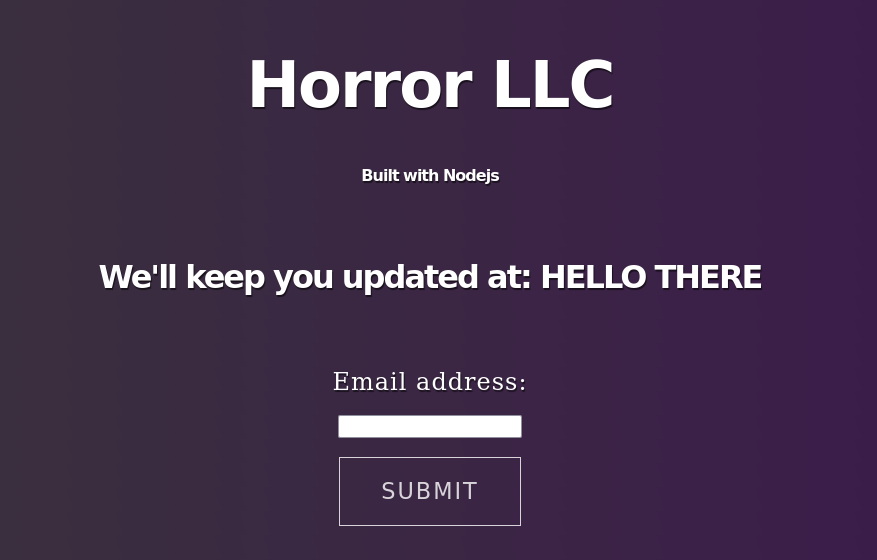 Horror LLC
Built with Nodejs
We'll keep you updated at: HELLO THERE
Email address:
SUBMIT